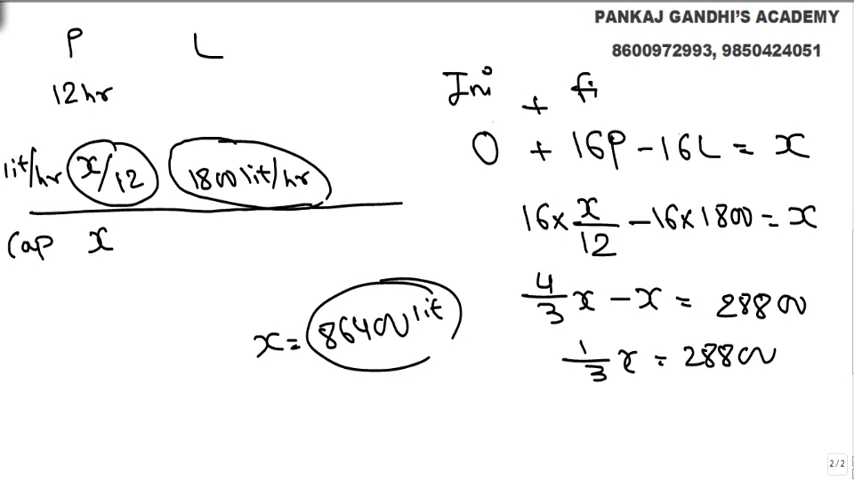 PANKAJ GANDHI'S ACADEMY
8600972993, 9850424051
P L
12hr
lit/hr x/12 1800 lit/hr
Cap x
x = 86400 lit
Ini + fi
0 + 16P - 16L = x
16 × x/12 - 16 × 1800 = x
4/3 x - x = 28800
1/3 x = 28800
2/2